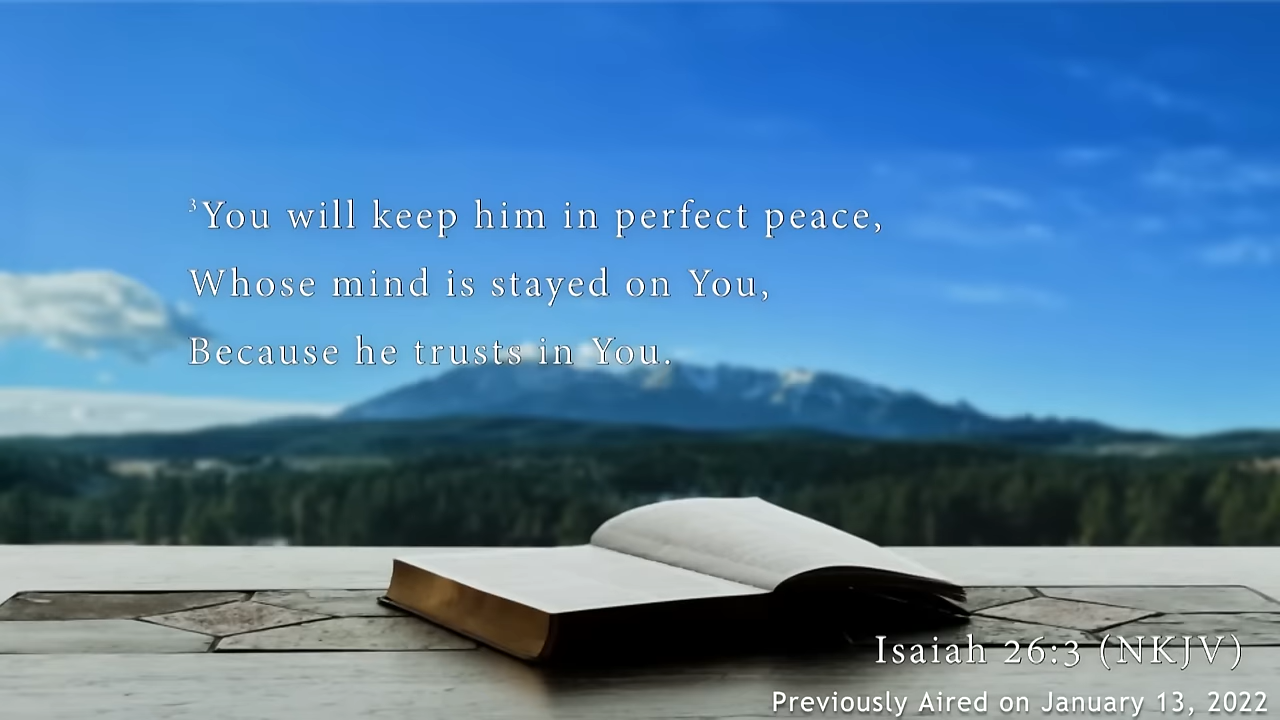 ³You will keep him in perfect peace,
Whose mind is stayed on You,
Because he trusts in You.
Isaiah 26:3 (NKJV)
Previously Aired on January 13, 2022